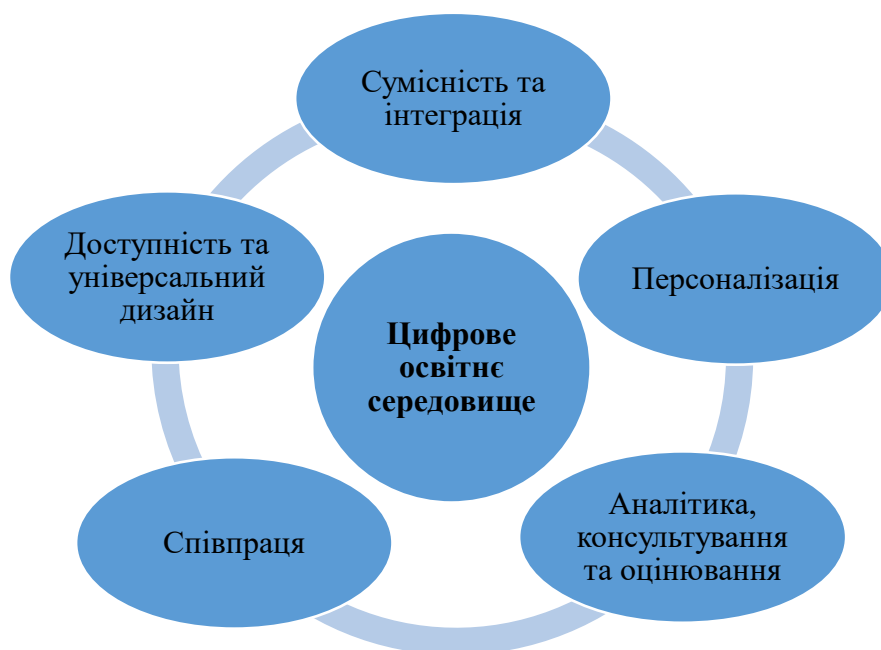 Сумісність та
інтеграція
Доступність та
універсальний
дизайн
Персоналізація
Цифрове
освітнє
середовище
Співпраця
Аналітика,
консультування
та оцінювання